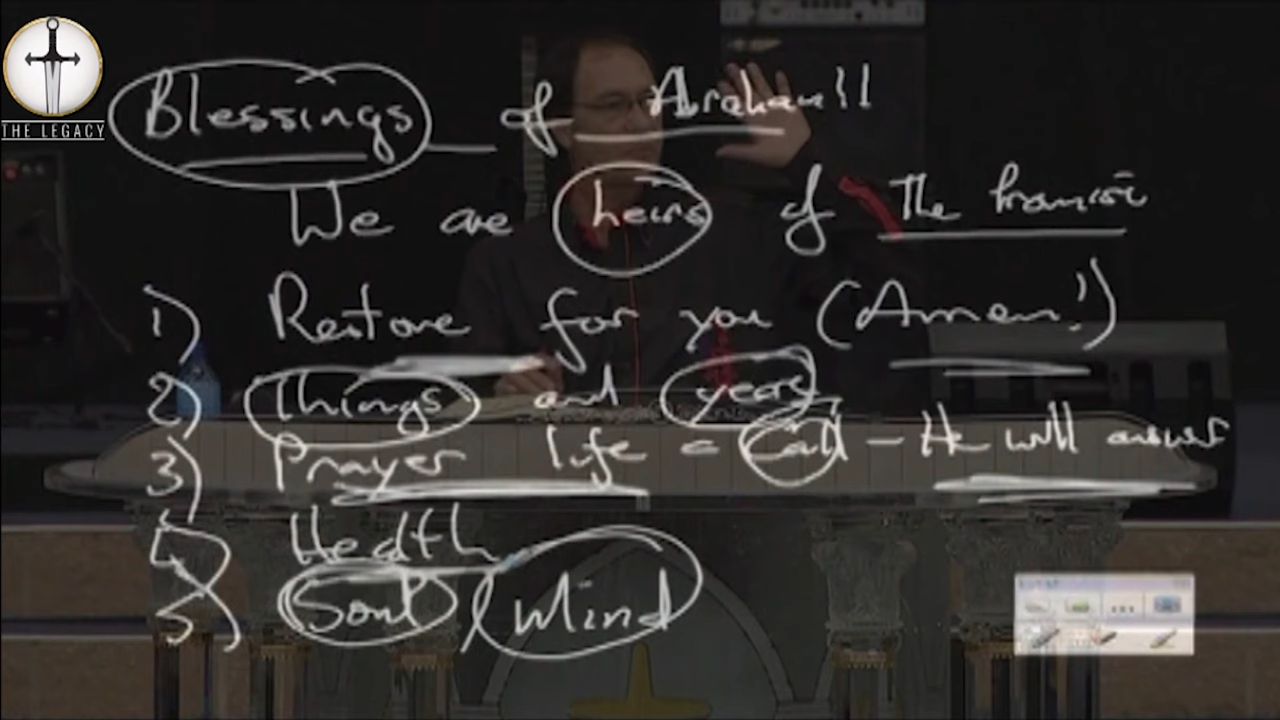 THE LEGACY
Blessings of Abraham!!
We are heirs of the Promise
1) Restore for you (Amen!)
2) Things and years
3) Prayer life = Call - He will answer
4) Health
5) Soul / Mind